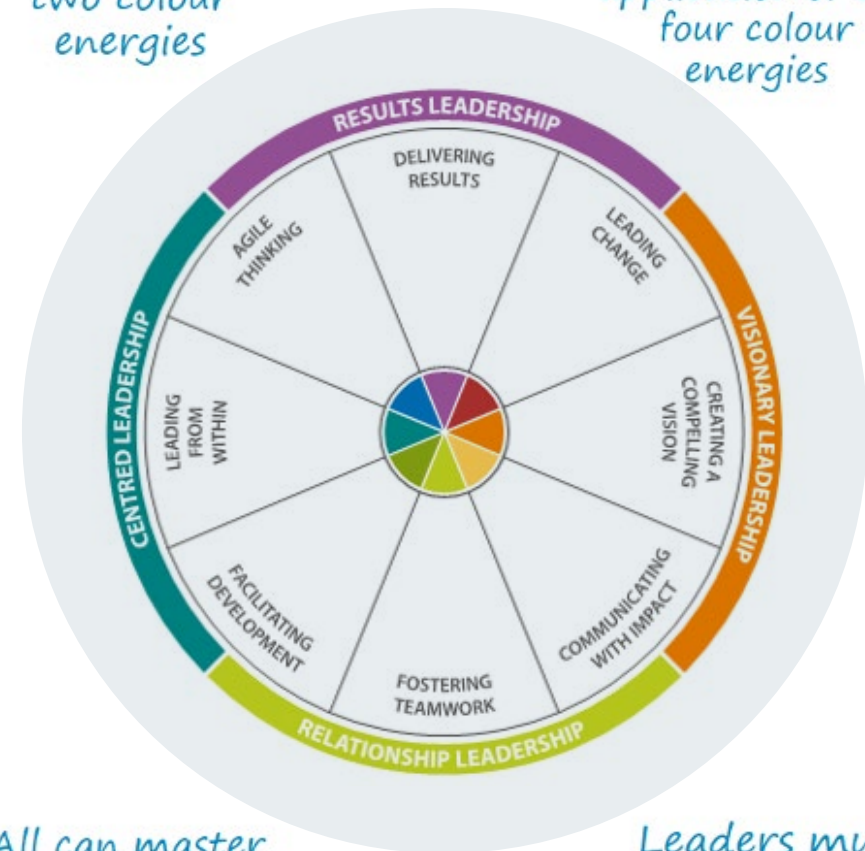 two colour
energies
four colour
energies
RESULTS LEADERSHIP
DELIVERING
RESULTS
AGILE
THINKING
LEADING
CHANGE
CENTRED LEADERSHIP
LEADING
FROM
WITHIN
CREATING A
COMPELLING
VISION
VISIONARY LEADERSHIP
FACILITATING
DEVELOPMENT
COMMUNICATING
WITH IMPACT
FOSTERING
TEAMWORK
RELATIONSHIP LEADERSHIP
All can master
Leaders